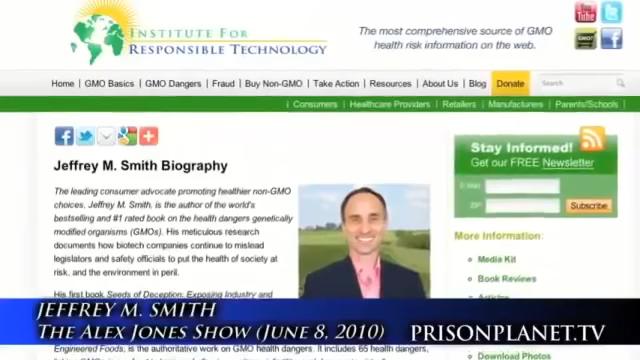 INSTITUTE FOR
RESPONSIBLE TECHNOLOGY
The most comprehensive source of GMO
health risk information on the web.
You Tube
Home | GMO Basics | GMO Dangers | Fraud | Buy Non-GMO | Take Action | Resources | About Us | Blog Donate Search
| Consumers | Healthcare Providers | Retailers | Manufacturers | Parents/Schools |
Jeffrey M. Smith Biography
The leading consumer advocate promoting healthier non-GMO
choices, Jeffrey M. Smith, is the author of the world's
bestselling and #1 rated book on the health dangers genetically
modified organisms (GMOs). His meticulous research
documents how biotech companies continue to mislead
legislators and safety officials to put the health of society at
risk, and the environment in peril.
His first book Seeds of Deception: Exposing Industry and
Engineered Foods, is the authoritative work on GMO health dangers. It includes 65 health dangers,
Stay Informed!
Get our FREE Newsletter
E-Mail
ZIP
Subscribe
More Information:
Media Kit
Book Reviews
Articles
Download Photos
JEFFREY M. SMITH
THE ALEX JONES SHOW (JUNE 8, 2010) PRISONPLANET.TV